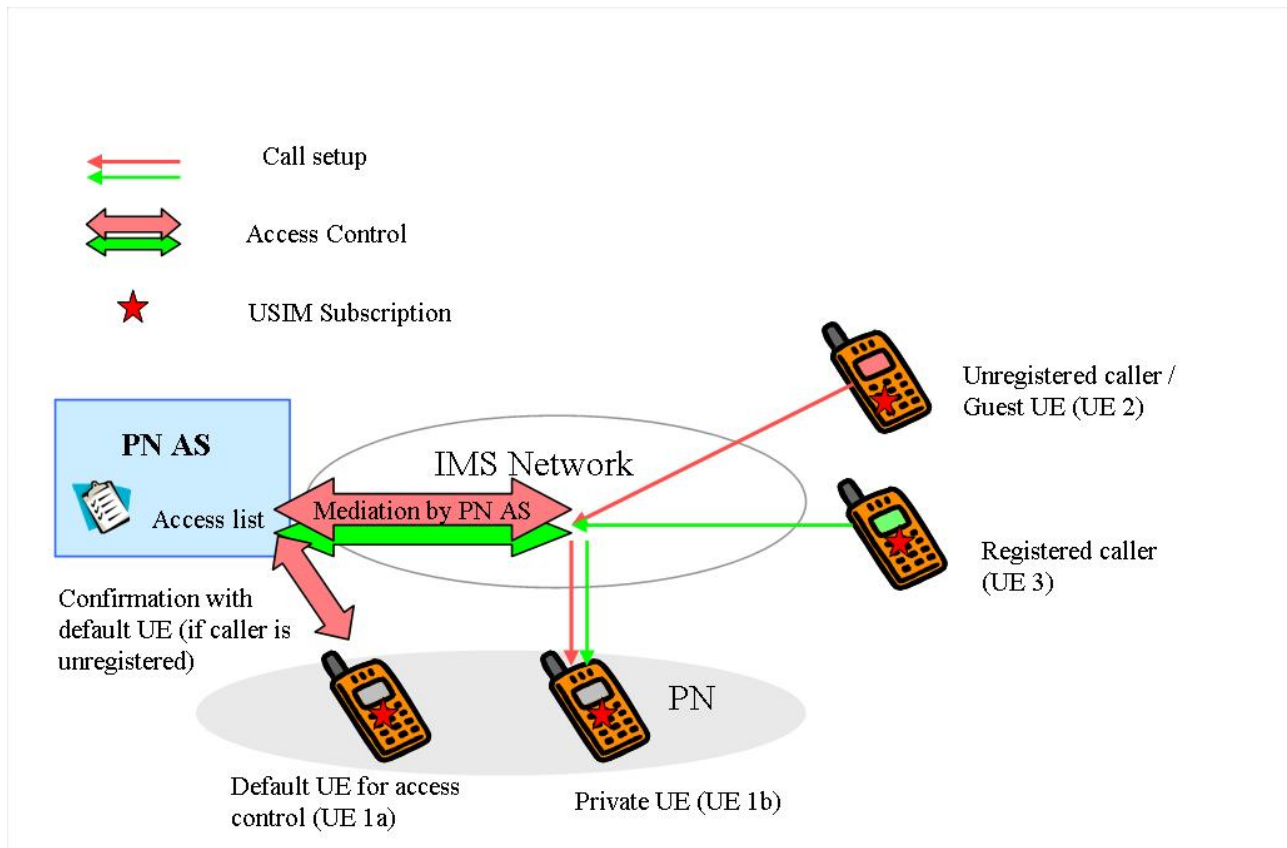 Call setup
Access Control
USIM Subscription
Unregistered caller /
Guest UE (UE 2)
PN AS
IMS Network
Mediation by PN AS
Access list
Registered caller
(UE 3)
Confirmation with
default UE (if caller is
unregistered)
PN
Default UE for access
control (UE 1a)
Private UE (UE 1b)